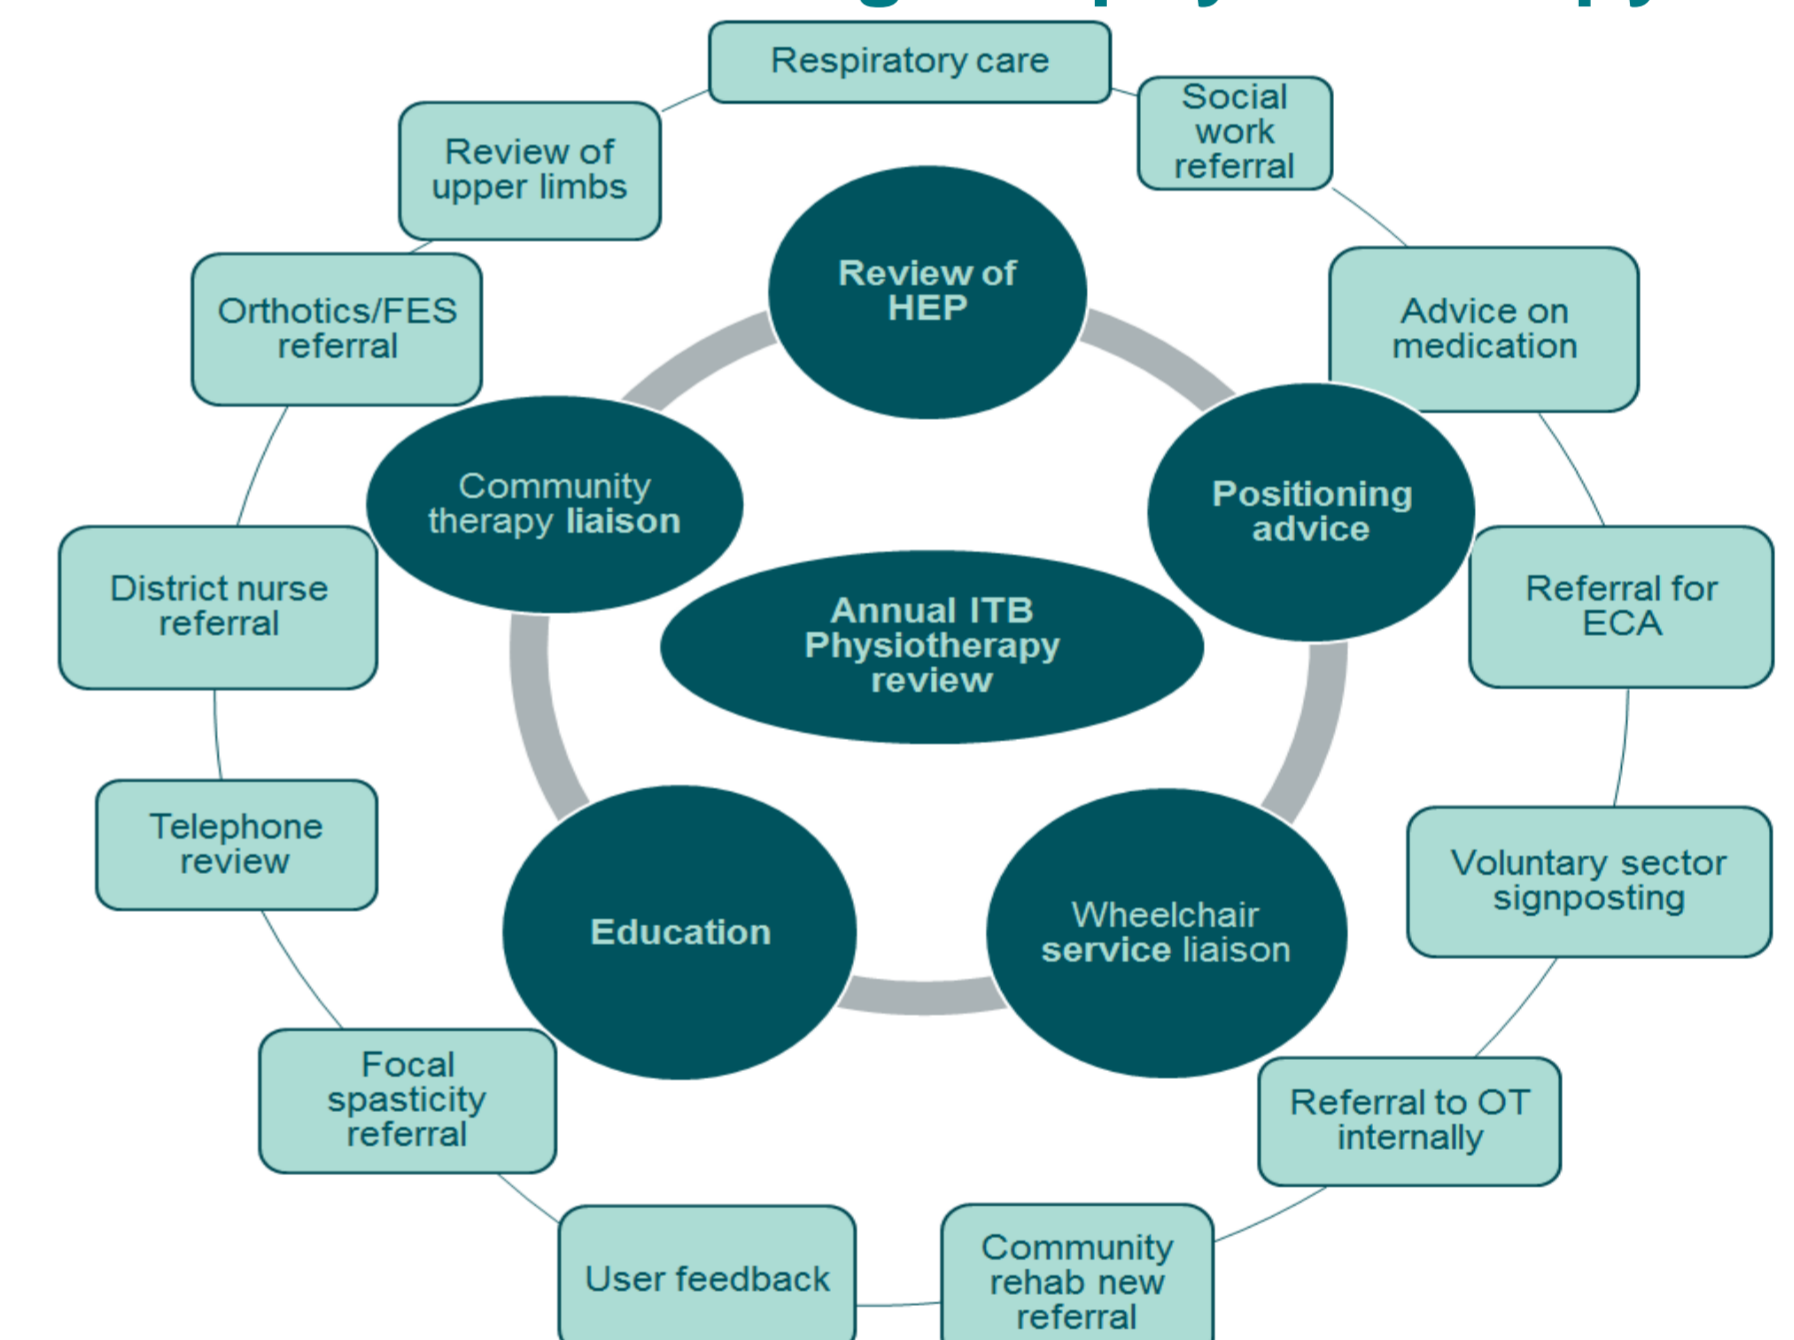 Respiratory care
Social
work
referral
Review of
upper limbs
Orthotics/FES
referral
Review of
HEP
Advice on
medication
Community
therapy liaison
Positioning
advice
District nurse
referral
Annual ITB
Physiotherapy
review
Referral for
ECA
Telephone
review
Education
Wheelchair
service liaison
Voluntary sector
signposting
Focal
spasticity
referral
Referral to OT
internally
User feedback
Community
rehab new
referral